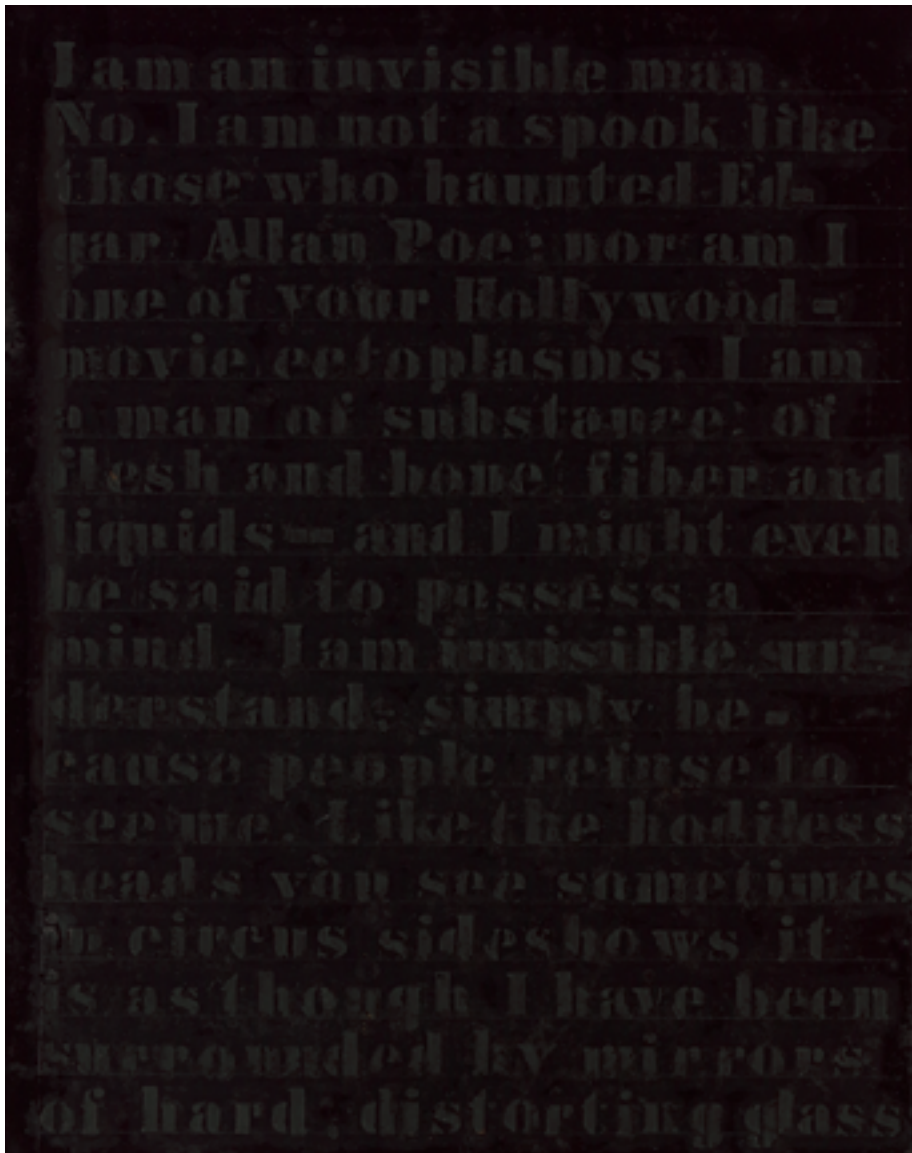 I am an invisible man.
No, I am not a spook like
those who haunted Ed-
gar Allan Poe; nor am I
one of your Hollywood-
movie ectoplasms. I am
a man of substance, of
flesh and bone, fiber and
liquids— and I might even
be said to possess a
mind. I am invisible, un-
derstand, simply be-
cause people refuse to
see me. Like the bodiless
heads you see sometimes
in circus sideshows it
is as though I have been
surrounded by mirrors
of hard, distorting glass